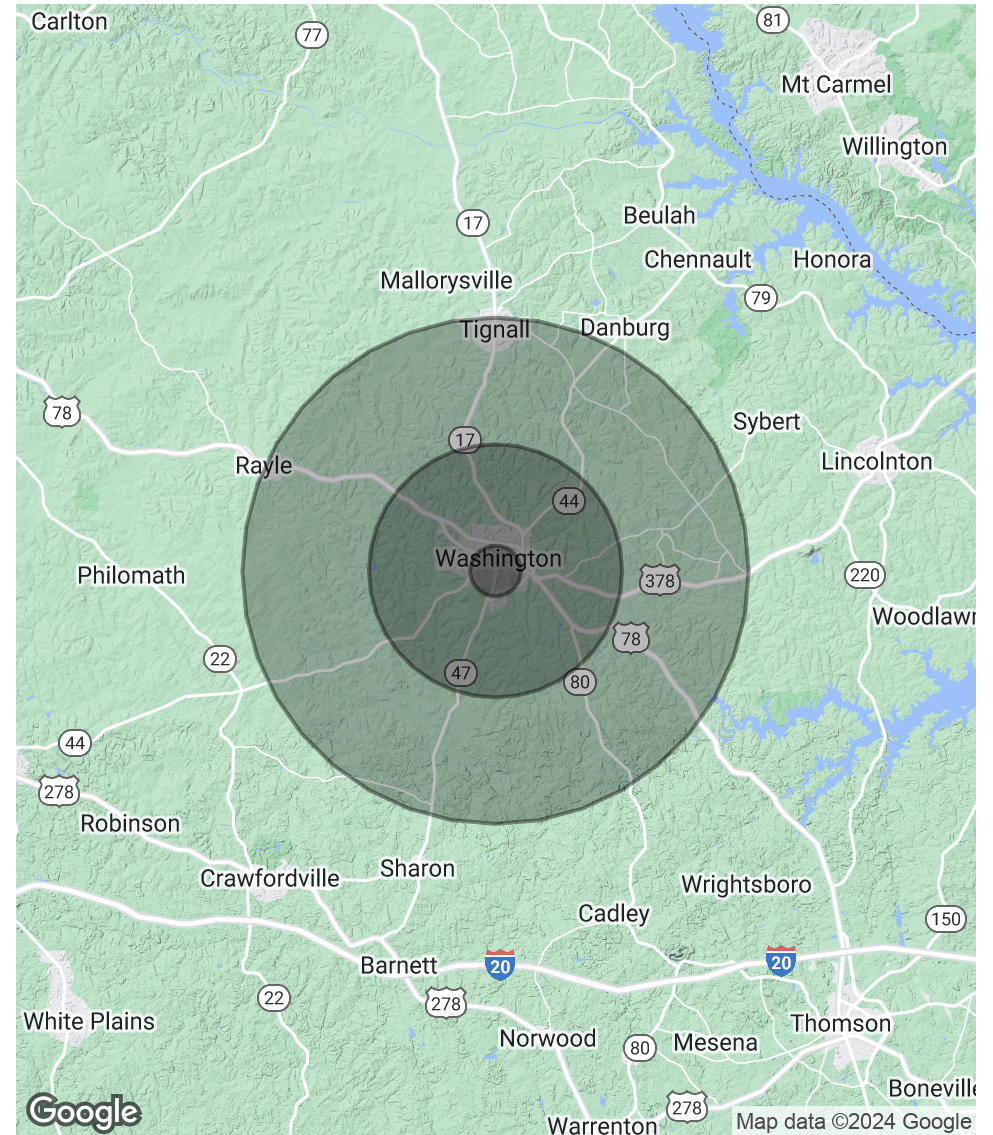 Carlton
77
81
Mt Carmel
Willington
17
Beulah
Chennault
Honora
Mallorysville
79
Tignall
Danburg
78
Sybert
17
Rayle
Lincolnton
44
Washington
Philomath
378
220
Woodlawn
78
22
47
80
44
278
Robinson
Sharon
Crawfordville
Wrightsboro
Cadley
150
Barnett
20
20
22
278
White Plains
Thomson
Norwood
80
Mesena
Boneville
278
Google
Warrenton
Map data ©2024 Google